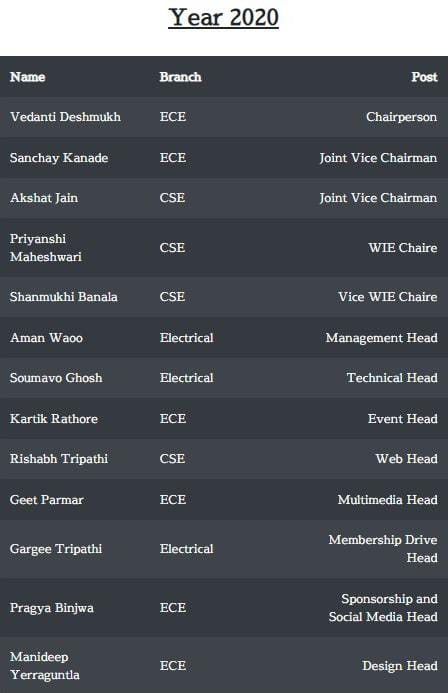 Year 2020
Name Branch Post
Vedanti Deshmukh ECE Chairperson
Sanchay Kanade ECE Joint Vice Chairman
Akshat Jain CSE Joint Vice Chairman
Priyanshi
Maheshwari CSE WIE Chaire
Shanmukhi Banala CSE Vice WIE Chaire
Aman Waoo Electrical Management Head
Soumavo Ghosh Electrical Technical Head
Kartik Rathore ECE Event Head
Rishabh Tripathi CSE Web Head
Geet Parmar ECE Multimedia Head
Gargee Tripathi Electrical Membership Drive
Head
Pragya Binjwa ECE Sponsorship and
Social Media Head
Manideep
Yerraguntla ECE Design Head